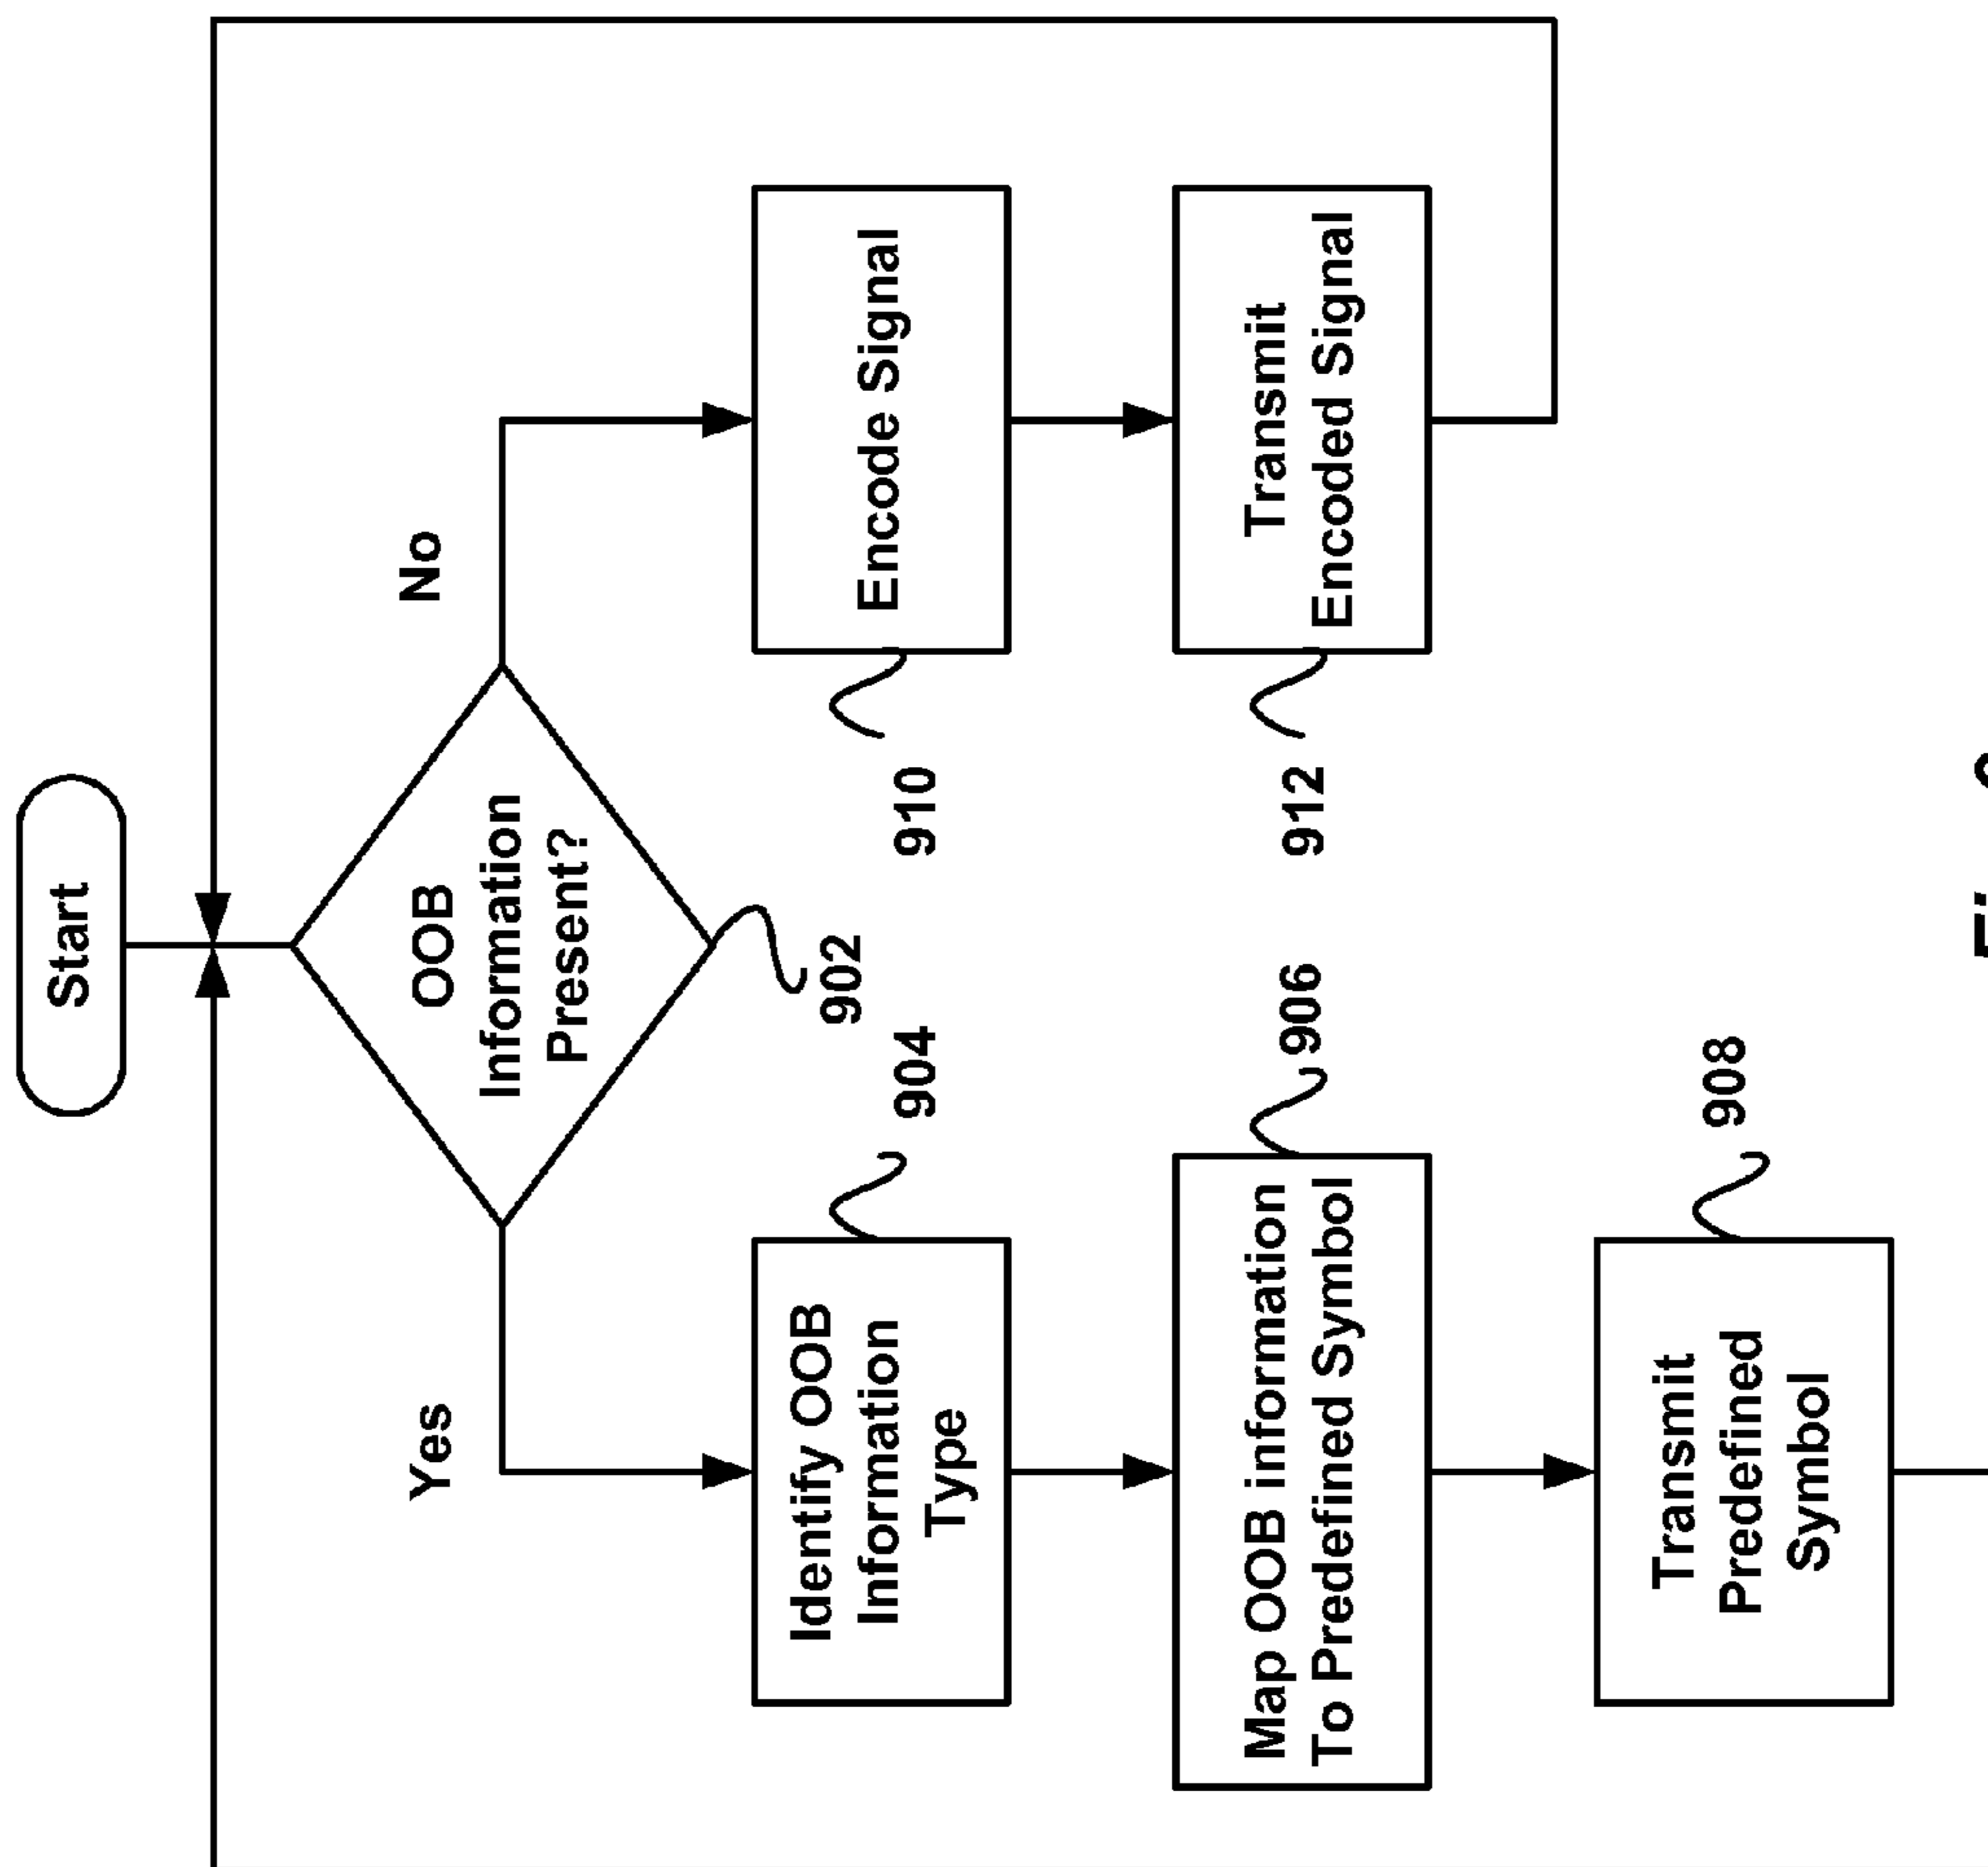 Start
OOB
Information
Present?
902
Yes
No
Identify OOB
Information
Type
904
Map OOB information
To Predefined Symbol
906
Transmit
Predefined
Symbol
908
Encode Signal
910
Transmit
Encoded Signal
912